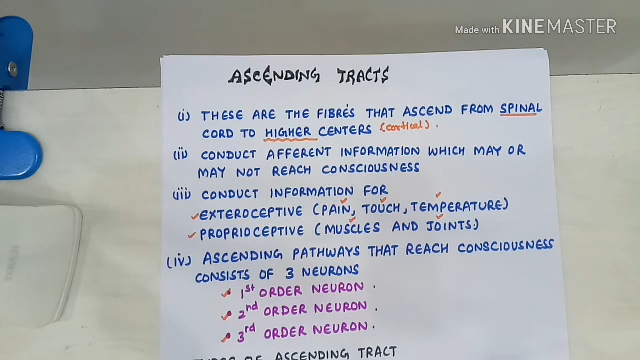 Made with KINEMASTER
ASCENDING TRACTS
(i) THESE ARE THE FIBRES THAT ASCEND FROM SPINAL
CORD TO HIGHER CENTERS (cortical).
(ii) CONDUCT AFFERENT INFORMATION WHICH MAY OR
MAY NOT REACH CONSCIOUSNESS
(iii) CONDUCT INFORMATION FOR
✓EXTEROCEPTIVE (PAIN, TOUCH, TEMPERATURE)
✓PROPRIOCEPTIVE (MUSCLES AND JOINTS)
(iv) ASCENDING PATHWAYS THAT REACH CONSCIOUSNESS
CONSISTS OF 3 NEURONS
1st ORDER NEURON.
2nd ORDER NEURON.
3rd ORDER NEURON.
OF ASCENDING TRACT